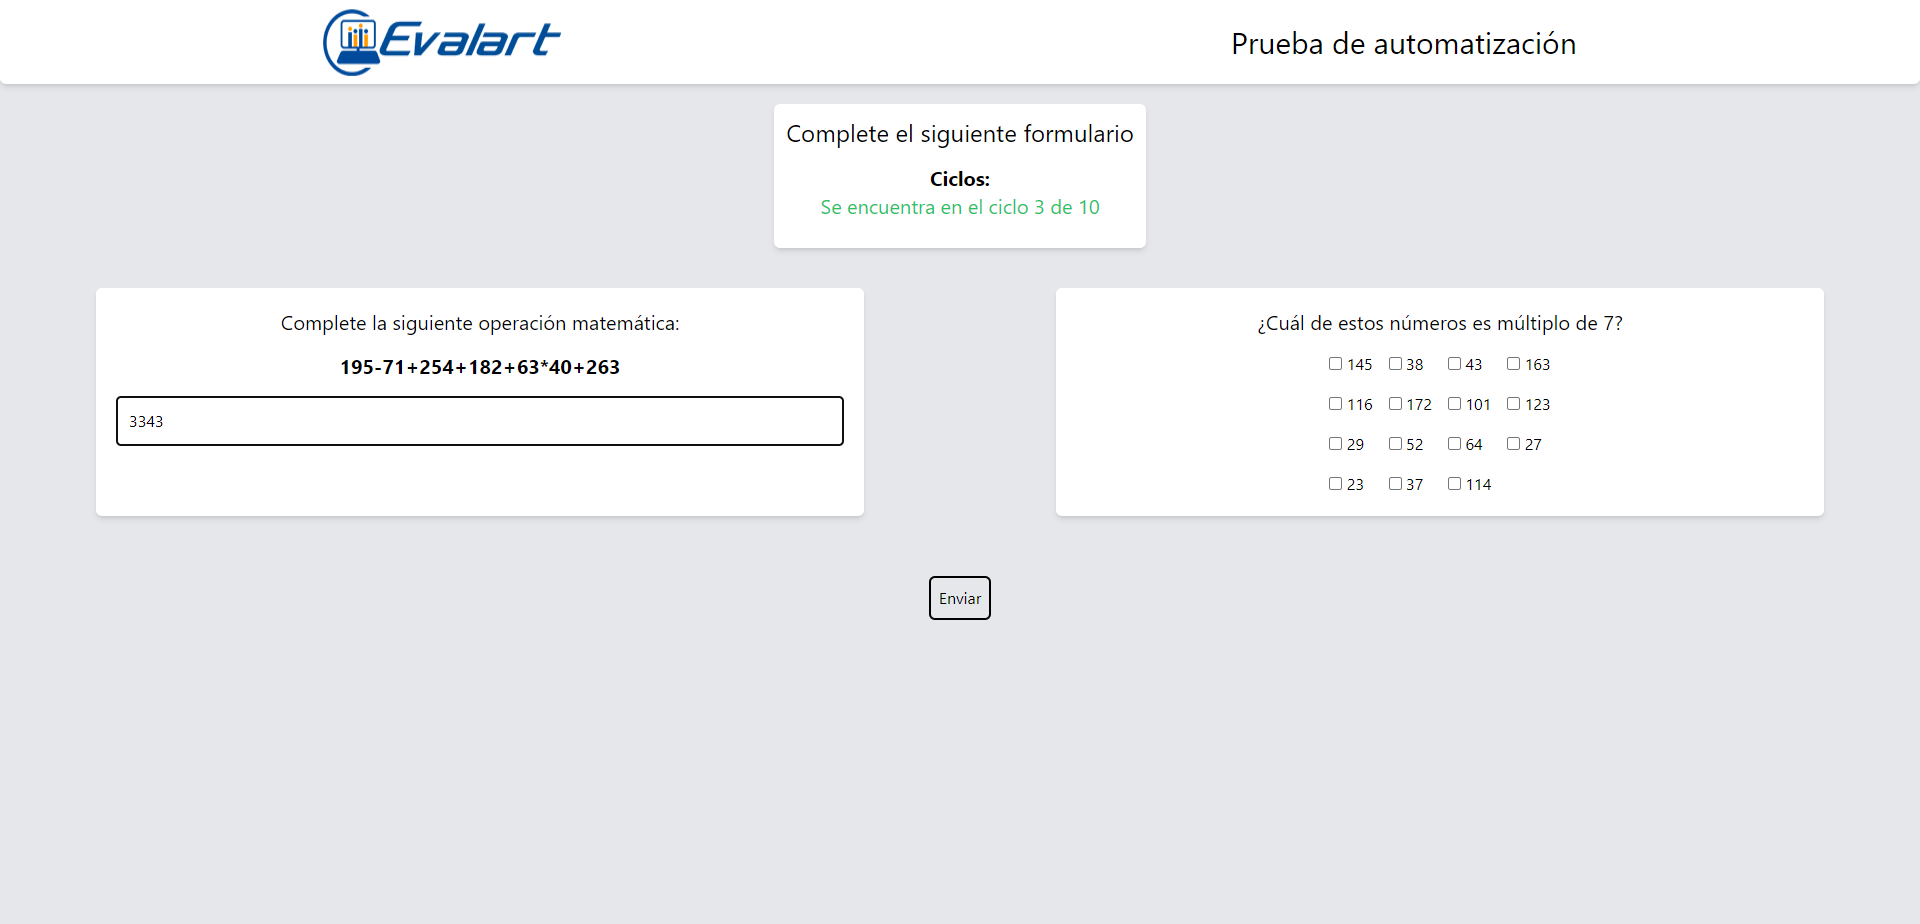 Evalart
Prueba de automatización
Complete el siguiente formulario
Ciclos:
Se encuentra en el ciclo 3 de 10
Complete la siguiente operación matemática:
195-71+254+182+63*40+263
3343
¿Cuál de estos números es múltiplo de 7?
145 38 43 163
116 172 101 123
29 52 64 27
23 37 114
Enviar